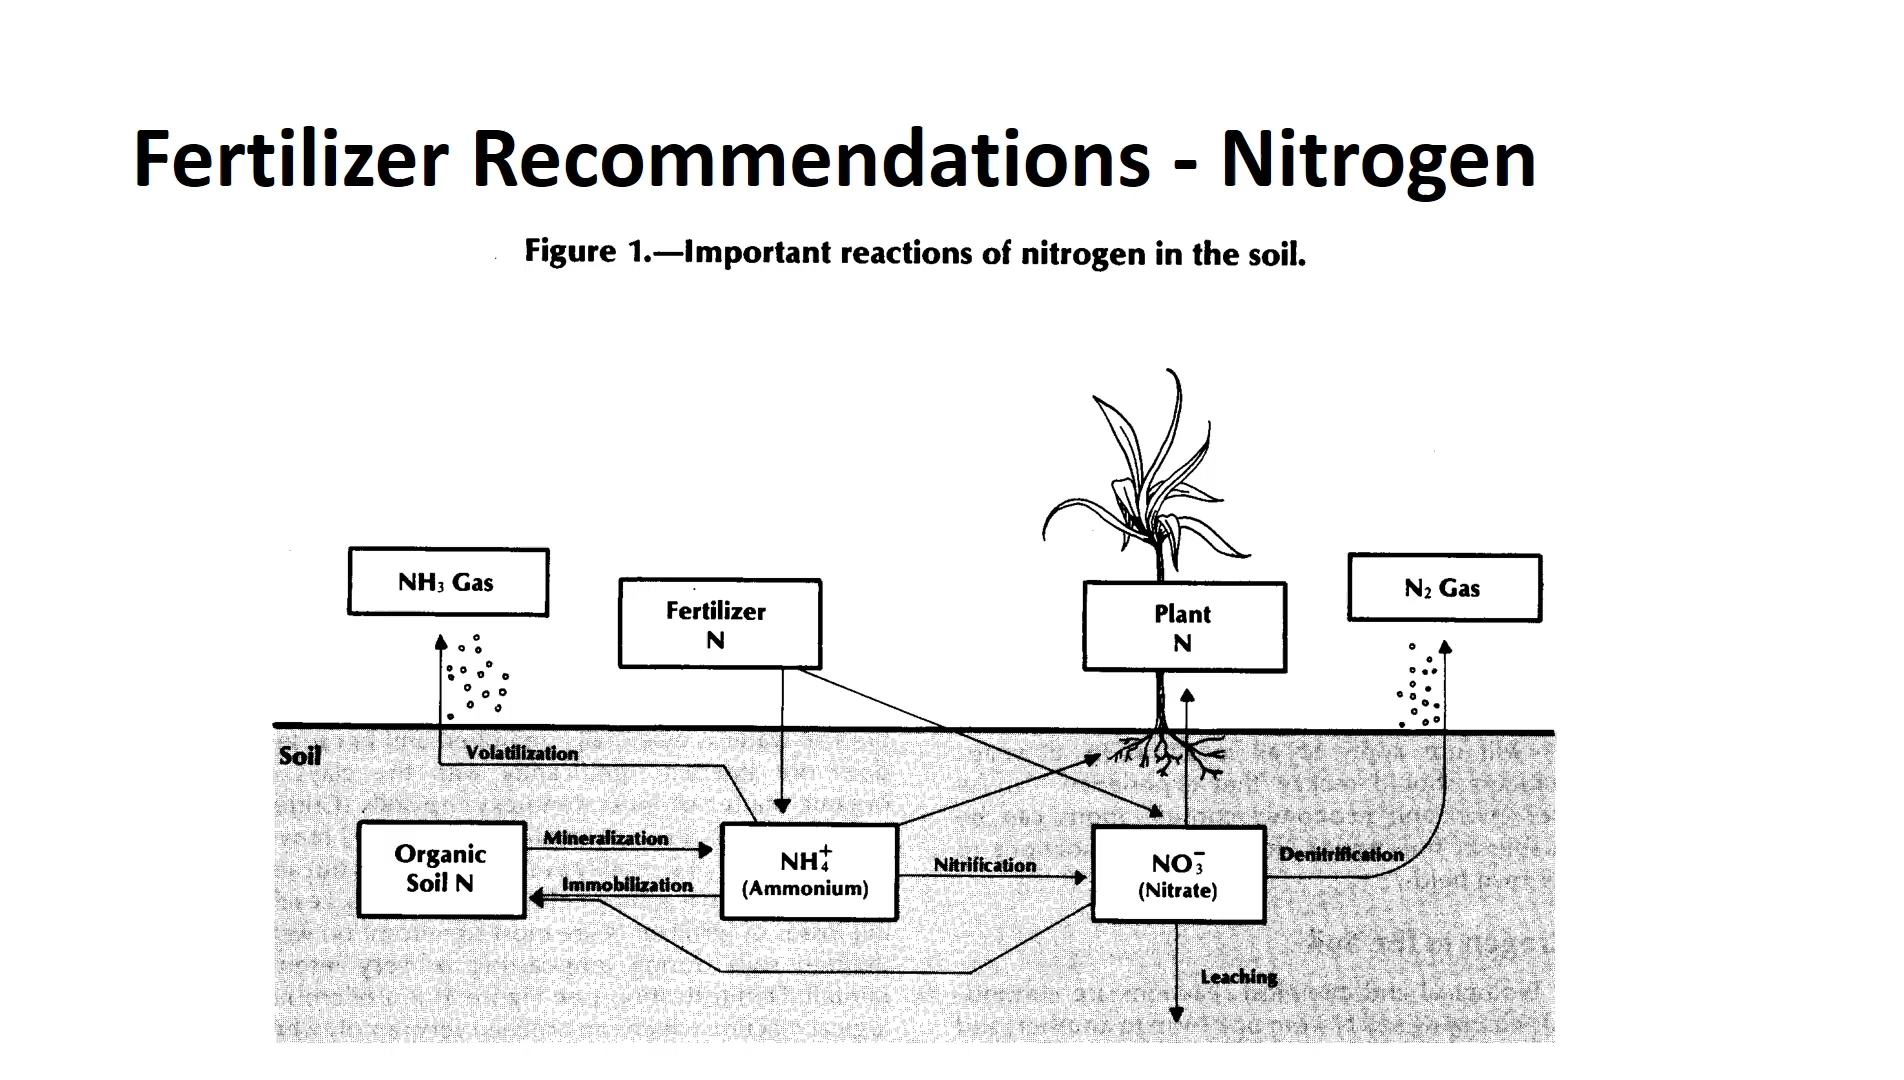 Fertilizer Recommendations - Nitrogen
Figure 1.—Important reactions of nitrogen in the soil.
NH₃ Gas
Fertilizer
N
Plant
N
N₂ Gas
Soil
Volatilization
Organic
Soil N
Mineralization
Immobilization
NH₄⁺
(Ammonium)
Nitrification
NO₃⁻
(Nitrate)
Denitrification
Leaching